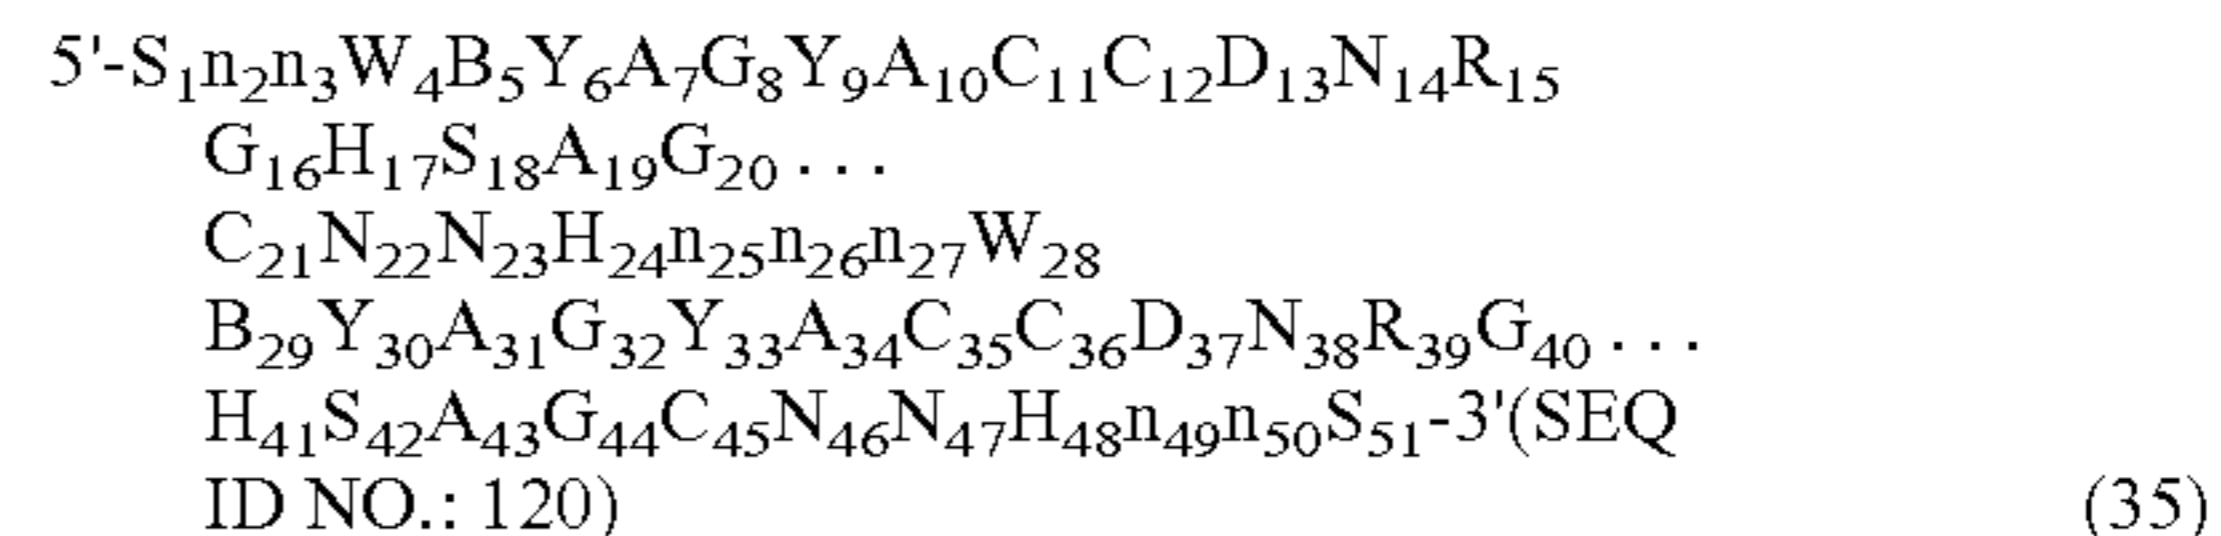 5'-S₁n₂n₃W₄B₅Y₆A₇G₈Y₉A₁₀C₁₁C₁₂D₁₃N₁₄R₁₅
G₁₆H₁₇S₁₈A₁₉G₂₀ . . .
C₂₁N₂₂N₂₃H₂₄n₂₅n₂₆n₂₇W₂₈
B₂₉Y₃₀A₃₁G₃₂Y₃₃A₃₄C₃₅C₃₆D₃₇N₃₈R₃₉G₄₀ . . .
H₄₁S₄₂A₄₃G₄₄C₄₅N₄₆N₄₇H₄₈n₄₉n₅₀S₅₁-3'(SEQ
ID NO.: 120) (35)